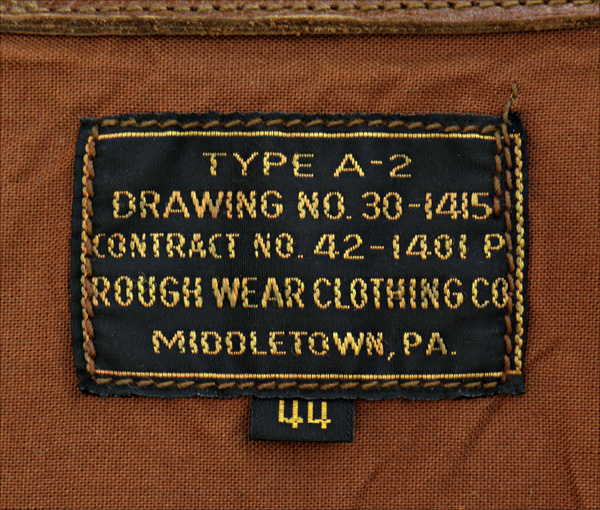 TYPE A-2
DRAWING NO. 30-1415
CONTRACT NO. 42-1401 P
ROUGH WEAR CLOTHING CO
MIDDLETOWN, PA.
44